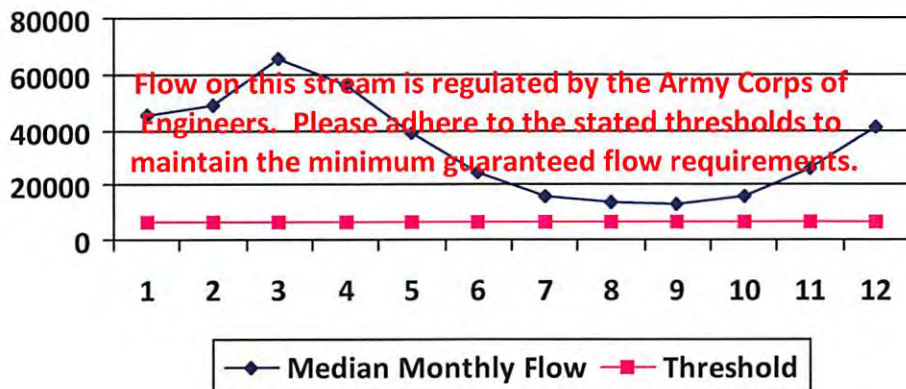 80000
60000
40000
20000
0
Flow on this stream is regulated by the Army Corps of
Engineers. Please adhere to the stated thresholds to
maintain the minimum guaranteed flow requirements.
1 2 3 4 5 6 7 8 9 10 11 12
Median Monthly Flow Threshold